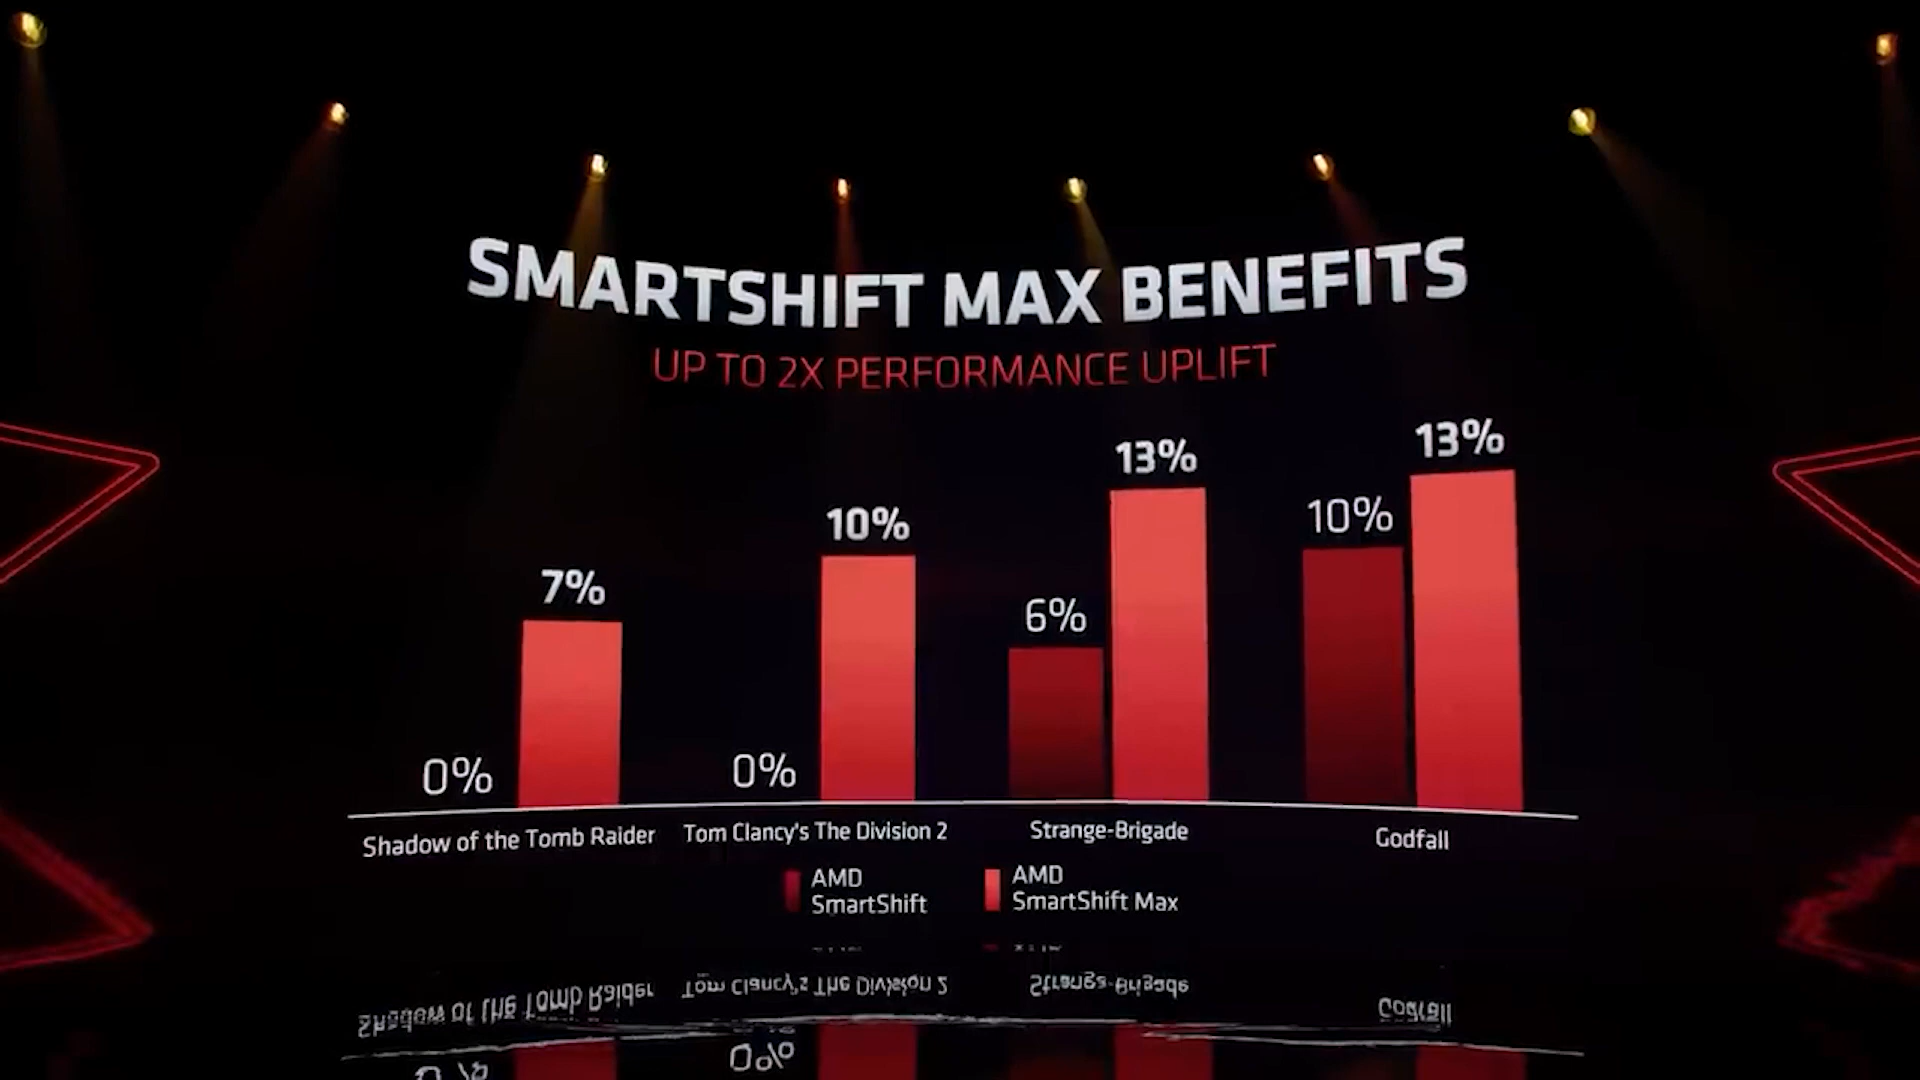 SMARTSHIFT MAX BENEFITS
UP TO 2X PERFORMANCE UPLIFT
7%
10%
13%
13%
0%
0%
6%
10%
Shadow of the Tomb Raider
Tom Clancy's The Division 2
Strange-Brigade
Godfall
AMD
SmartShift
AMD
SmartShift Max